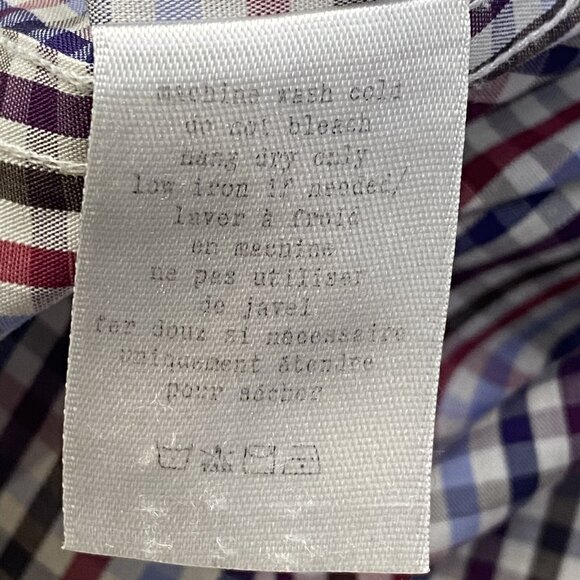 machine wash cold
do not bleach
hang dry only
low iron if needed/
laver à froid
en machine
ne pas utiliser
de javel
fer doux si nécessaire
uniquement étendre
pour sécher